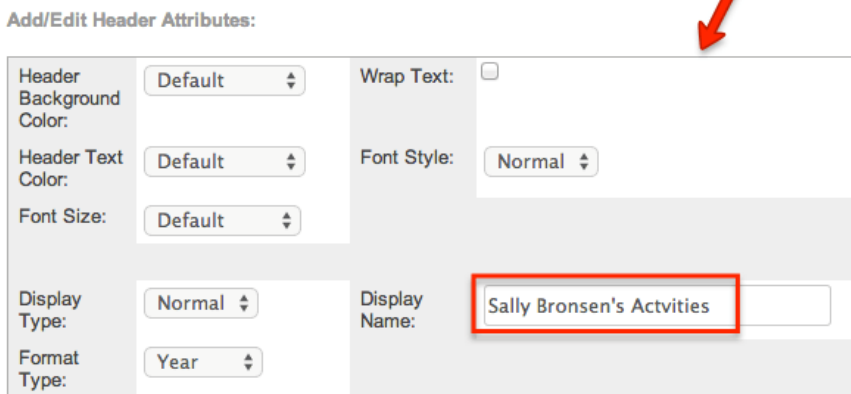 Add/Edit Header Attributes:
Header Background Color:
Default
Wrap Text:
Header Text Color:
Default
Font Style:
Normal
Font Size:
Default
Display Type:
Normal
Display Name:
Sally Bronsen's Actvities
Format Type:
Year